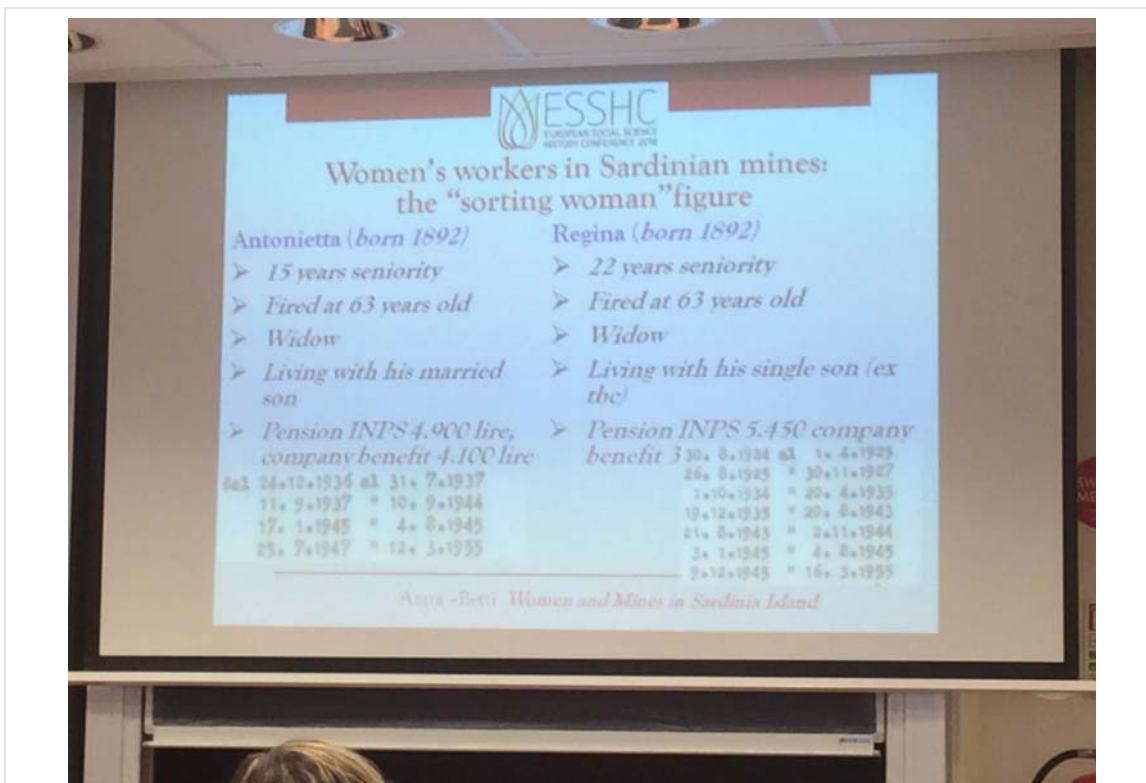 ESSHC
EUROPEAN SOCIAL SCIENCE
HISTORY CONFERENCE 2018
Women's workers in Sardinian mines:
the "sorting woman"figure
Antonietta (born 1892)
➢ 15 years seniority
➢ Fired at 63 years old
➢ Widow
➢ Living with his married
son
➢ Pension INPS 4.900 lire,
company benefit 4.100 lire
24.12.1936 al 31. 7.1937
11. 9.1937 " 10. 9.1944
17. 1.1945 " 4. 8.1945
25. 7.1947 " 12. 3.1955
Regina (born 1892)
➢ 22 years seniority
➢ Fired at 63 years old
➢ Widow
➢ Living with his single son (ex
tbc)
➢ Pension INPS 5.450 company
benefit 3
al 1. 4.1925
26. 8.1925 " 30.11.1927
1.10.1934 " 20. 4.1935
19.12.1935 " 20. 8.1943
21. 8.1943 " 2.11.1944
3. 1.1945 " 4. 8.1945
9.12.1945 " 16. 3.1955
Betti Women and Mines in Sardinia Island